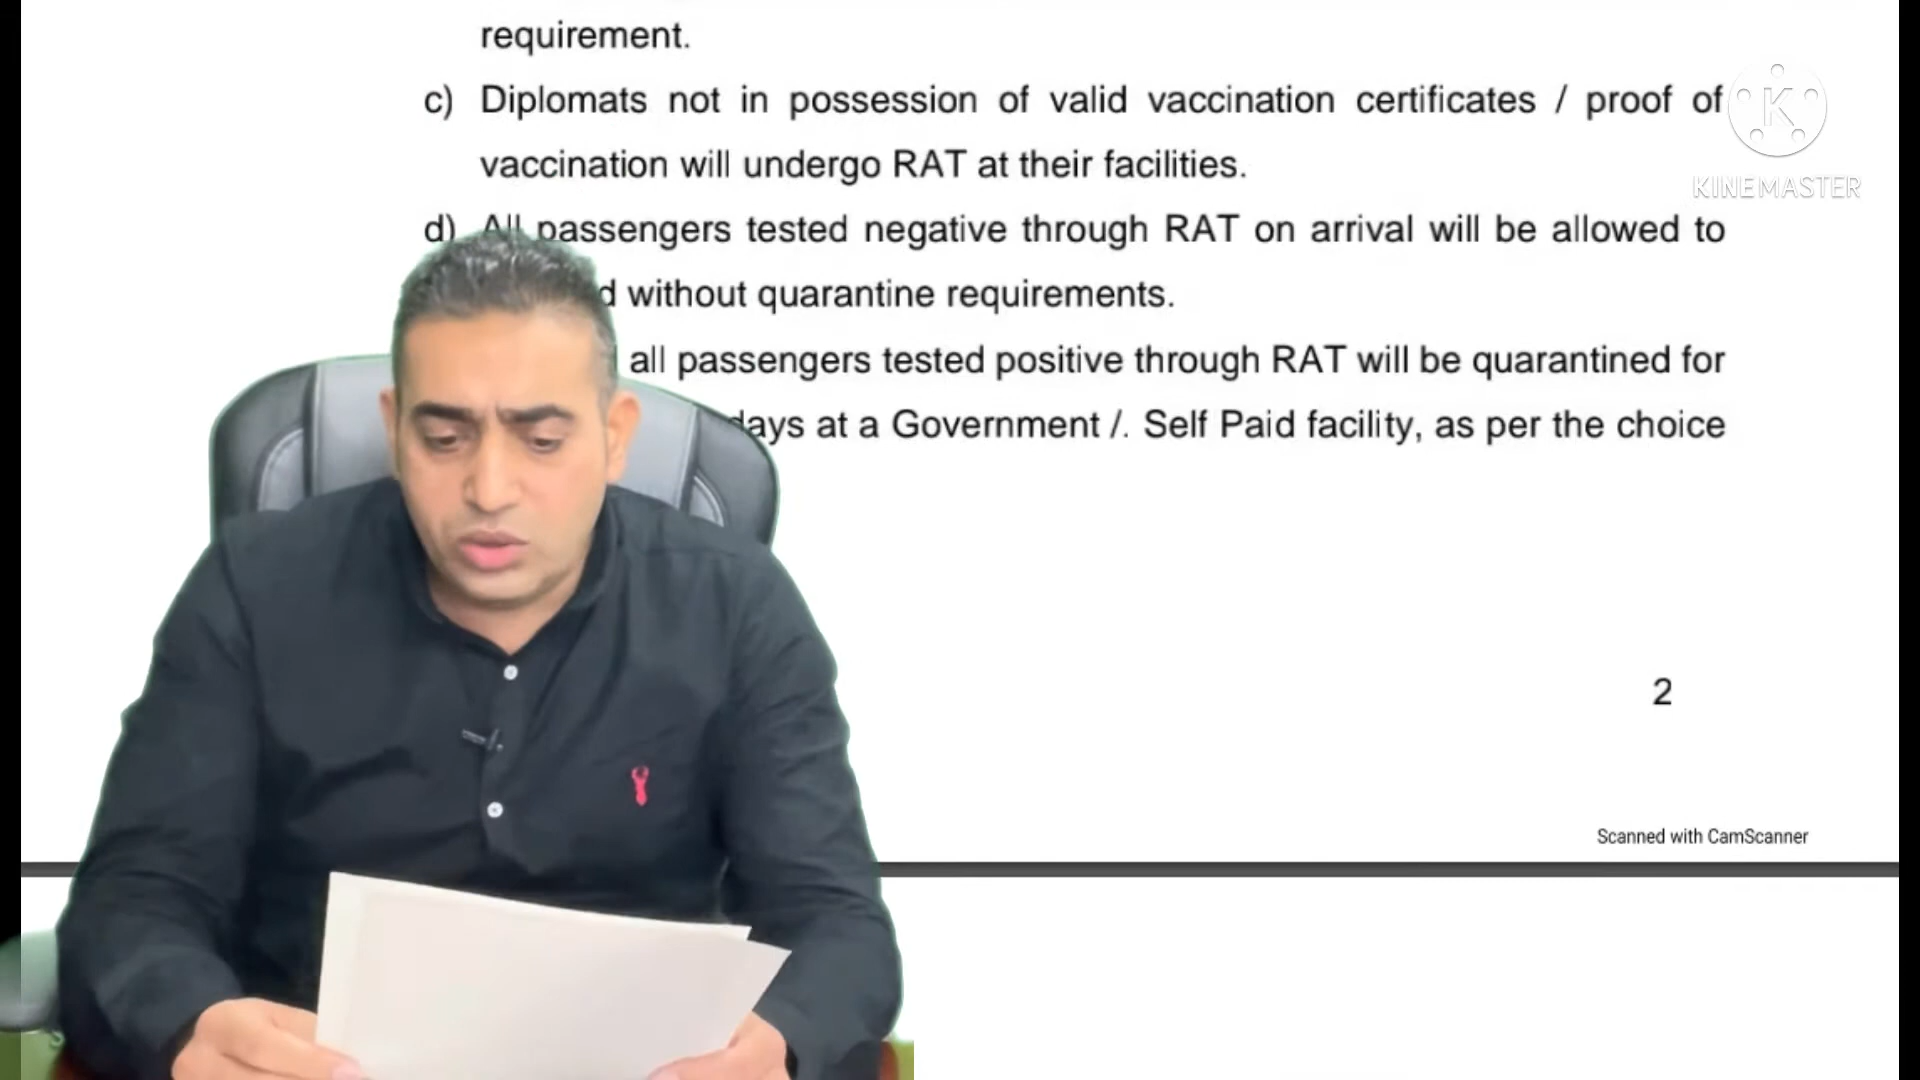 requirement.
c) Diplomats not in possession of valid vaccination certificates / proof of
vaccination will undergo RAT at their facilities.
d) All passengers tested negative through RAT on arrival will be allowed to
without quarantine requirements.
all passengers tested positive through RAT will be quarantined for
days at a Government /. Self Paid facility, as per the choice
2
Scanned with CamScanner
K
KINEMASTER